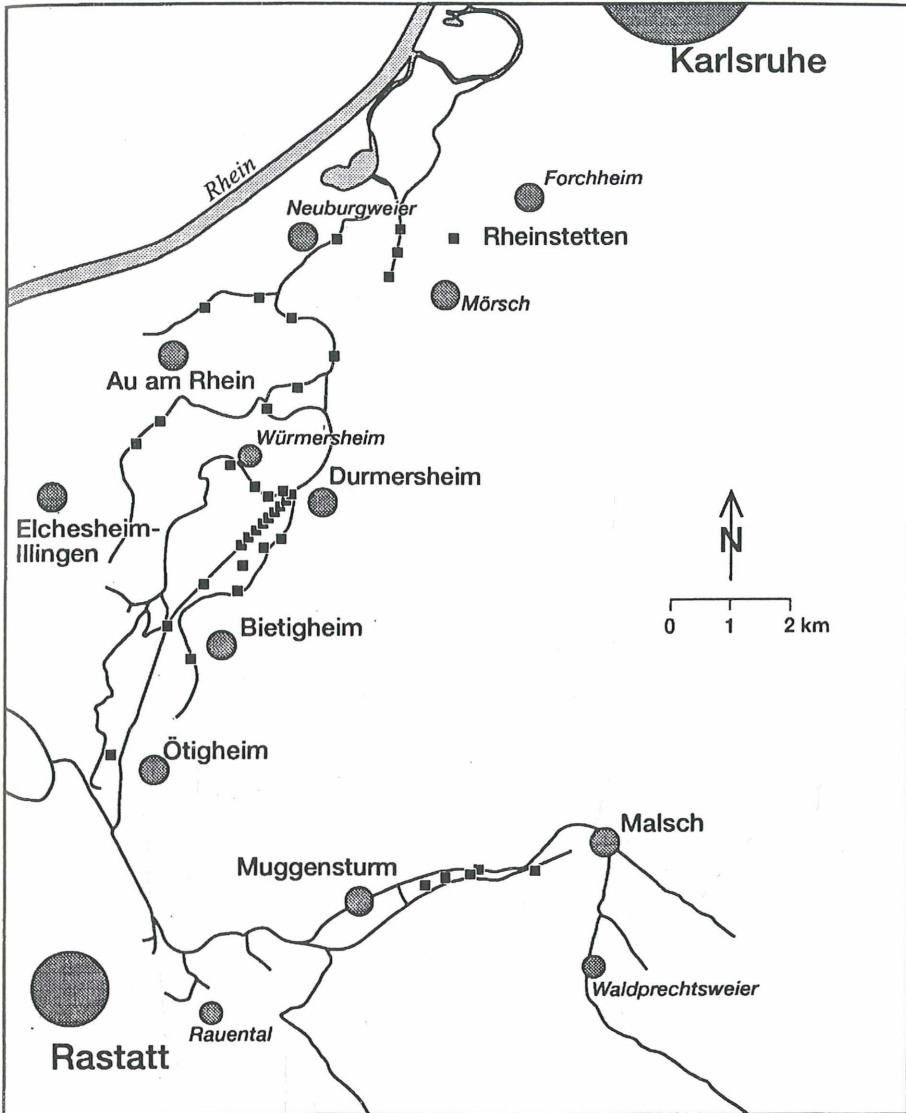 Karlsruhe
Rhein
Forchheim
Neuburgweier
Rheinstetten
Mörsch
Au am Rhein
Würmersheim
Durmersheim
Elchesheim-
Illingen
N
0 1 2 km
Bietigheim
Ötigheim
Malsch
Muggensturm
Waldprechtsweier
Rauental
Rastatt